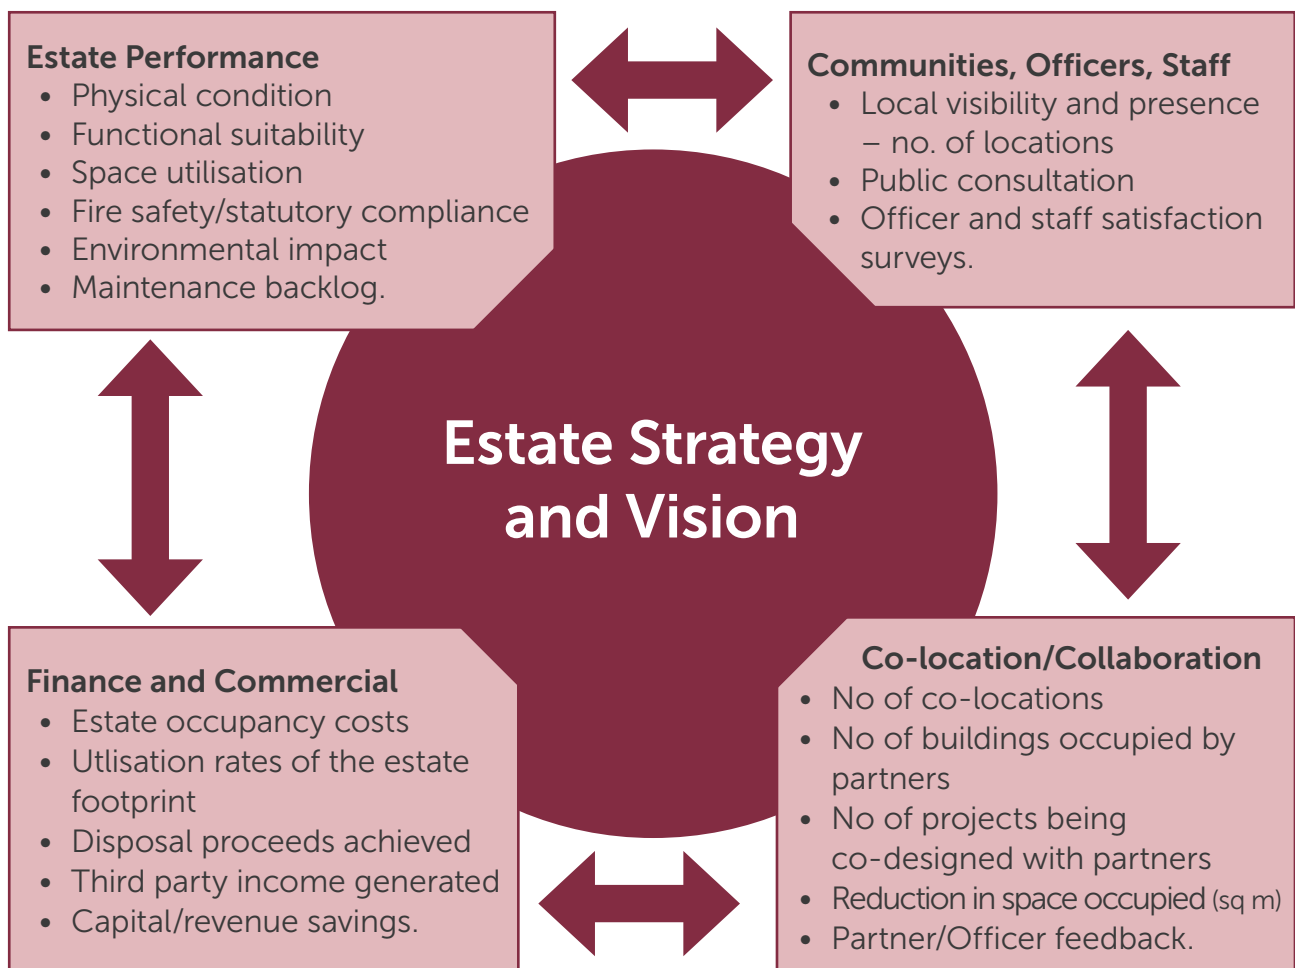 Estate Performance
• Physical condition
• Functional suitability
• Space utilisation
• Fire safety/statutory compliance
• Environmental impact
• Maintenance backlog.
Communities, Officers, Staff
• Local visibility and presence
– no. of locations
• Public consultation
• Officer and staff satisfaction
surveys.
Estate Strategy
and Vision
Finance and Commercial
• Estate occupancy costs
• Utlisation rates of the estate
footprint
• Disposal proceeds achieved
• Third party income generated
• Capital/revenue savings.
Co-location/Collaboration
• No of co-locations
• No of buildings occupied by
partners
• No of projects being
co-designed with partners
• Reduction in space occupied (sq m)
• Partner/Officer feedback.